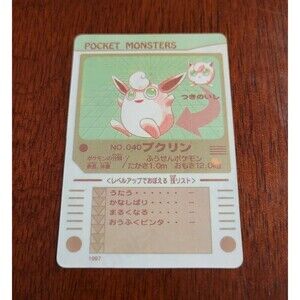 POCKET MONSTERS
つきのいし
NO.040プクリン
ポケモンの分類 ふうせんポケモン
たかさ1.0m おもさ12.0kg
<レベルアップでおぼえる 技リスト>
うたう
かなしばり
まるくなる
おうふくビンタ
1997